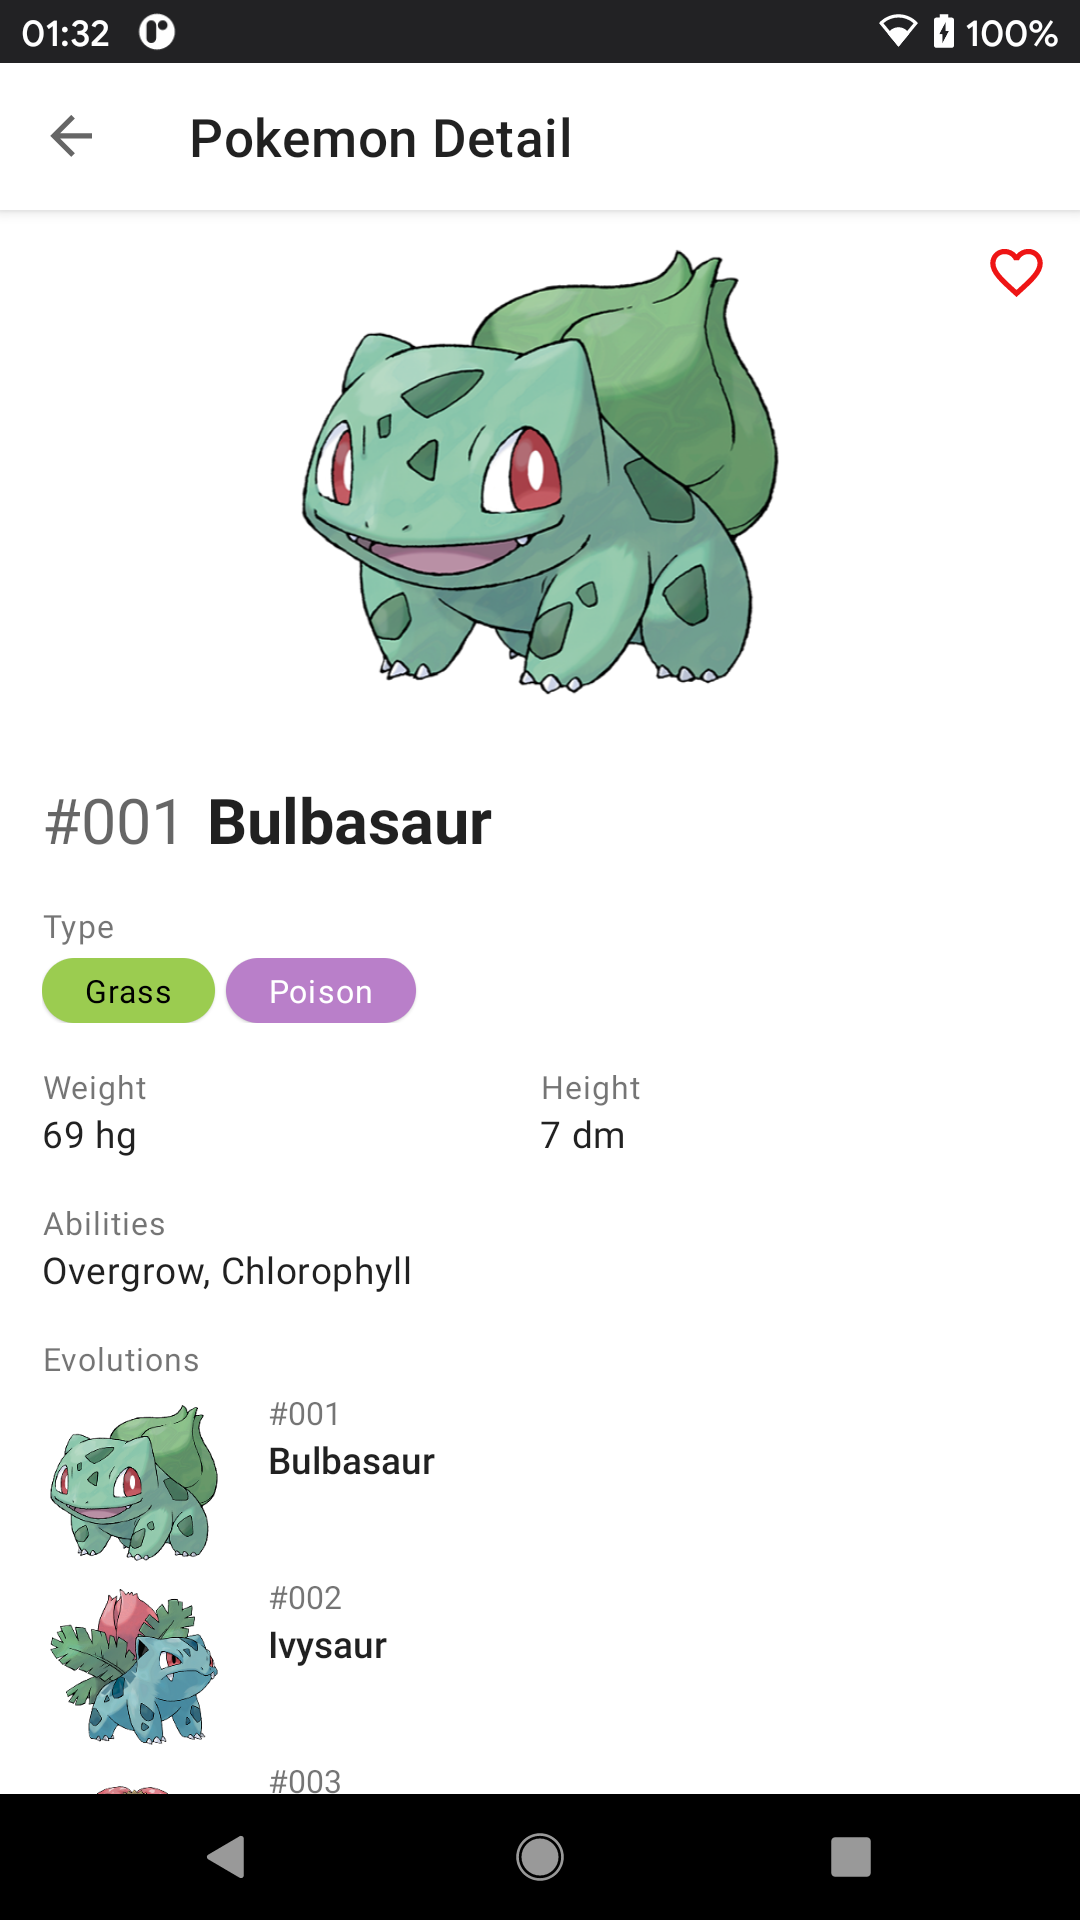 01:32 100%
Pokemon Detail
#001 Bulbasaur
Type
Grass Poison
Weight Height
69 hg 7 dm
Abilities
Overgrow, Chlorophyll
Evolutions
#001
Bulbasaur
#002
Ivysaur
#003